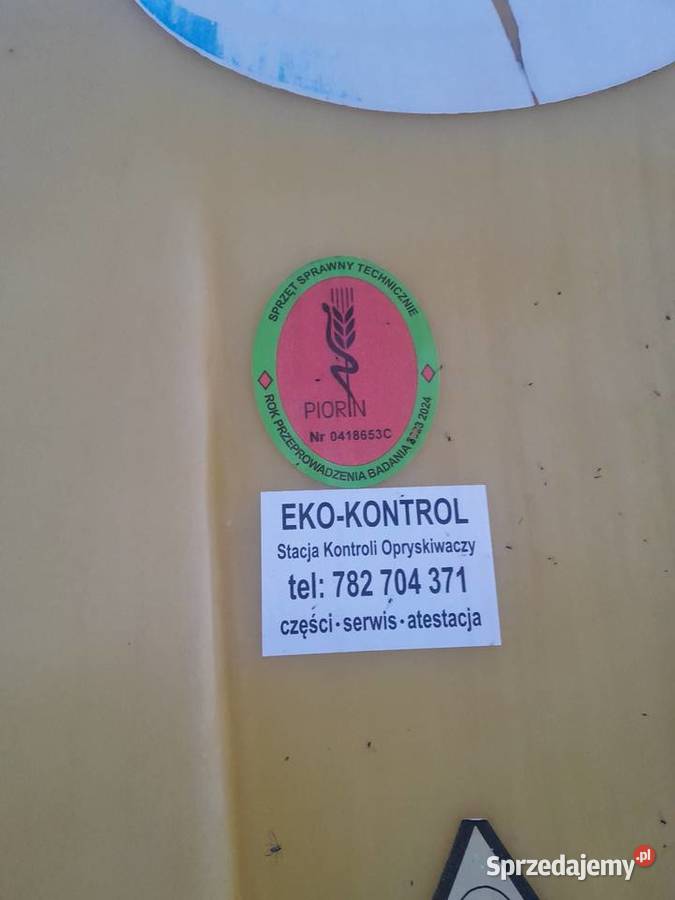 SPRZĘT SPRAWNY TECHNICZNIE
PIORIN
Nr 0418653C
ROK PRZEPROWADZENIA BADANIA 2024
EKO-KONTROL
Stacja Kontroli Opryskiwaczy
tel: 782 704 371
części · serwis · atestacja
Sprzedajemy.pl